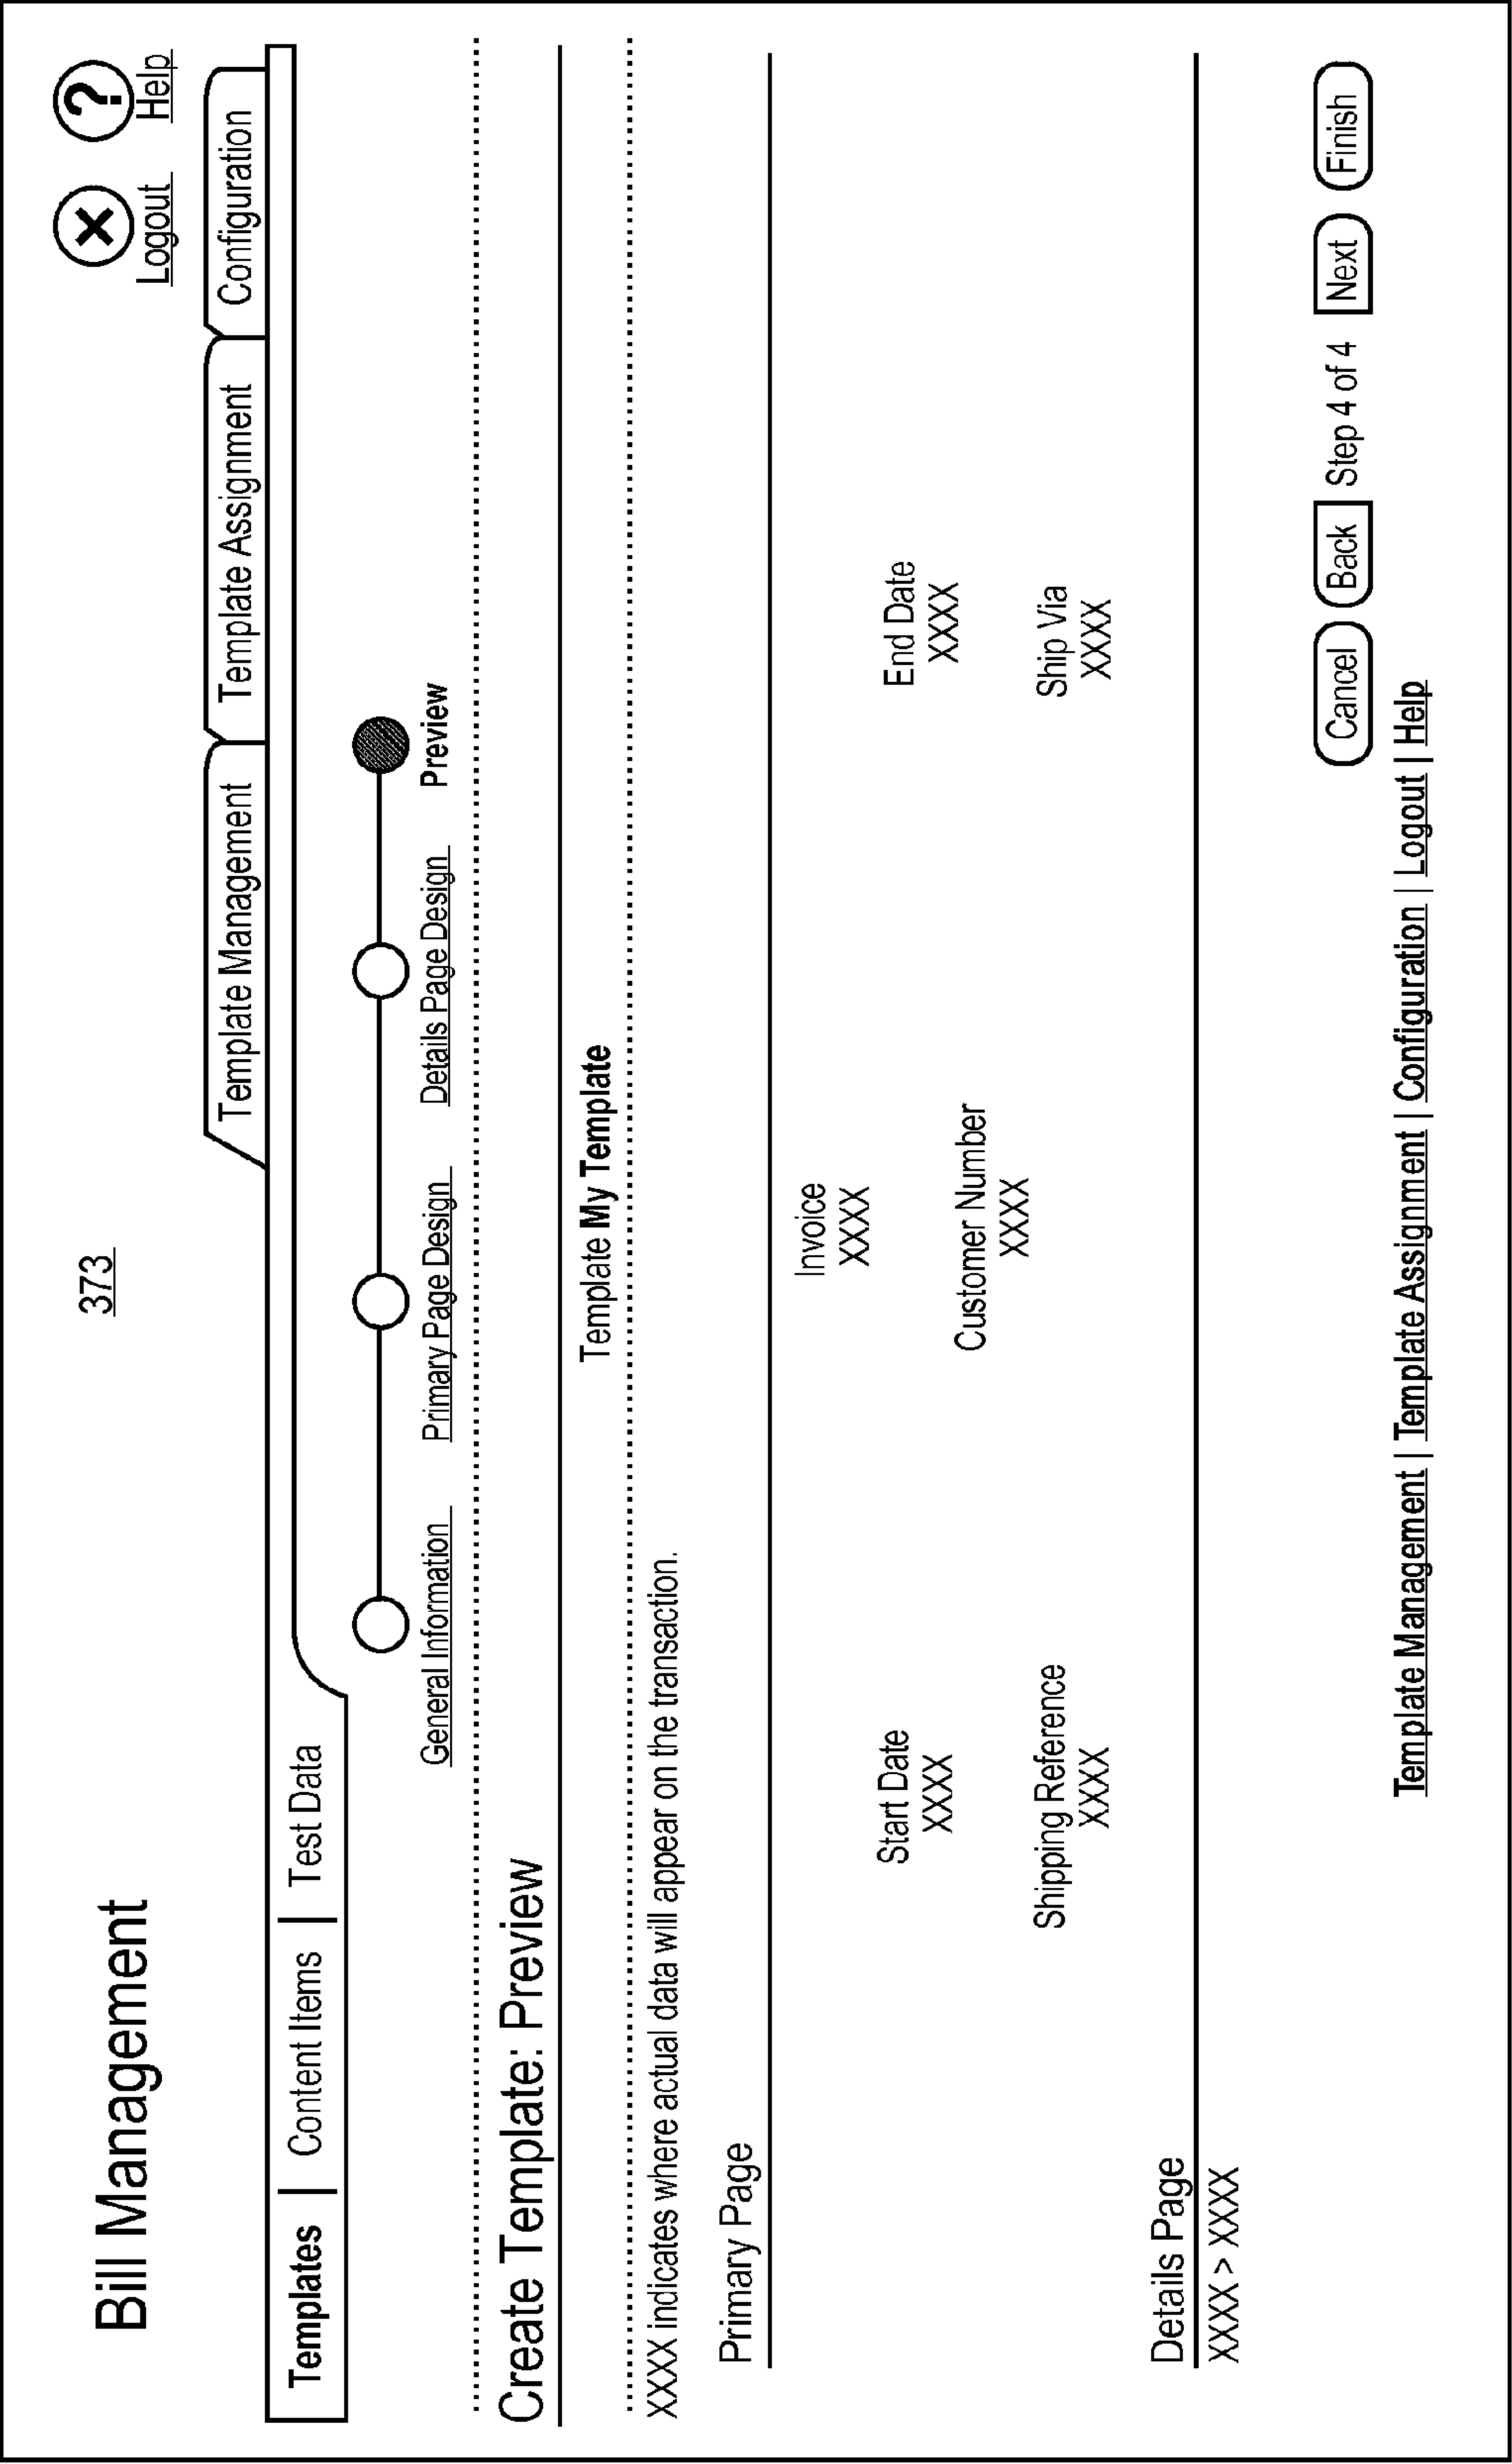 373
Bill Management
Logout
Help
Template Management
Template Assignment
Configuration
Templates | Content Items | Test Data
General Information
Primary Page Design
Details Page Design
Preview
Create Template: Preview
Template My Template
XXXX indicates where actual data will appear on the transaction.
Primary Page
Invoice
XXXX
Start Date
XXXX
End Date
XXXX
Customer Number
XXXX
Shipping Reference
XXXX
Ship Via
XXXX
Details Page
XXXX > XXXX
Cancel Back Step 4 of 4 Next Finish
Template Management | Template Assignment | Configuration | Logout | Help